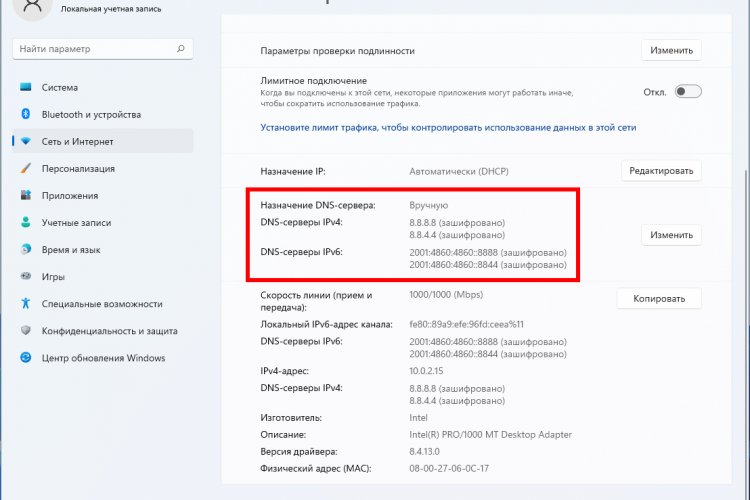 Локальная учетная запись
Найти параметр
Система
Bluetooth и устройства
Сеть и Интернет
Персонализация
Приложения
Учетные записи
Время и язык
Игры
Специальные возможности
Конфиденциальность и защита
Центр обновления Windows
Параметры проверки подлинности
Изменить
Лимитное подключение
Когда вы подключены к этой сети, некоторые приложения могут работать иначе,
чтобы сократить использование трафика.
Откл.
Установите лимит трафика, чтобы контролировать использование данных в этой сети
Назначение IP: Автоматически (DHCP)
Редактировать
Назначение DNS-сервера: Вручную
DNS-серверы IPv4: 8.8.8.8 (зашифровано)
8.8.4.4 (зашифровано)
DNS-серверы IPv6: 2001:4860:4860::8888 (зашифровано)
2001:4860:4860::8844 (зашифровано)
Изменить
Скорость линии (прием и
передача): 1000/1000 (Mbps)
Копировать
Локальный IPv6-адрес канала: fe80::89a9:efe:96fd:ceea%11
DNS-серверы IPv6: 2001:4860:4860::8888 (зашифровано)
2001:4860:4860::8844 (зашифровано)
IPv4-адрес: 10.0.2.15
DNS-серверы IPv4: 8.8.8.8 (зашифровано)
8.8.4.4 (зашифровано)
Изготовитель: Intel
Описание: Intel(R) PRO/1000 MT Desktop Adapter
Версия драйвера: 8.4.13.0
Физический адрес (MAC): 08-00-27-06-0C-17